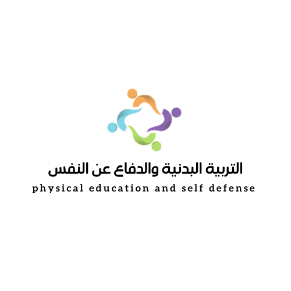 التربية البدنية والدفاع عن النفس
physical education and self defense